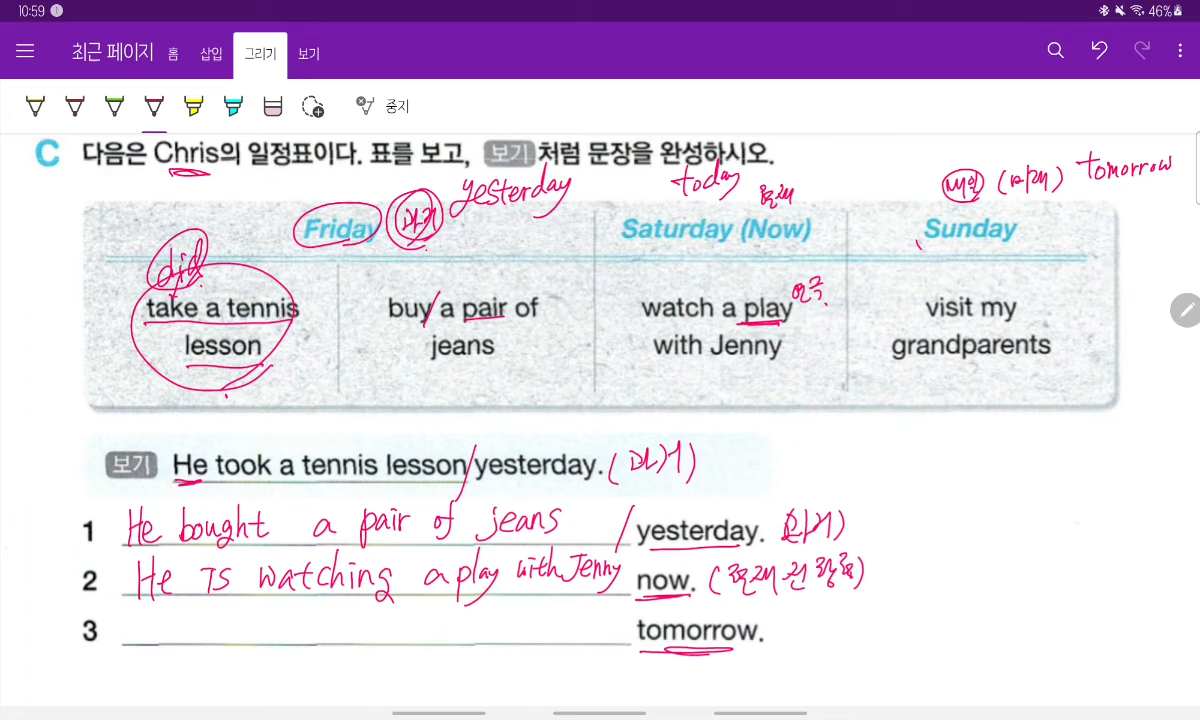 10:59
46%
최근 페이지 홈 삽입 그리기 보기
중지
C 다음은 Chris의 일정표이다. 표를 보고, 보기 처럼 문장을 완성하시오.
yesterday today 현재 내일 (미래) tomorrow
Friday 과거 Saturday (Now) Sunday
did
take a tennis buy a pair of watch a play 연극 visit my
lesson jeans with Jenny grandparents
보기 He took a tennis lesson/yesterday. (과거)
1 He bought a pair of jeans / yesterday. (과거)
2 He is watching a play with Jenny now. (현재진행형)
3 tomorrow.